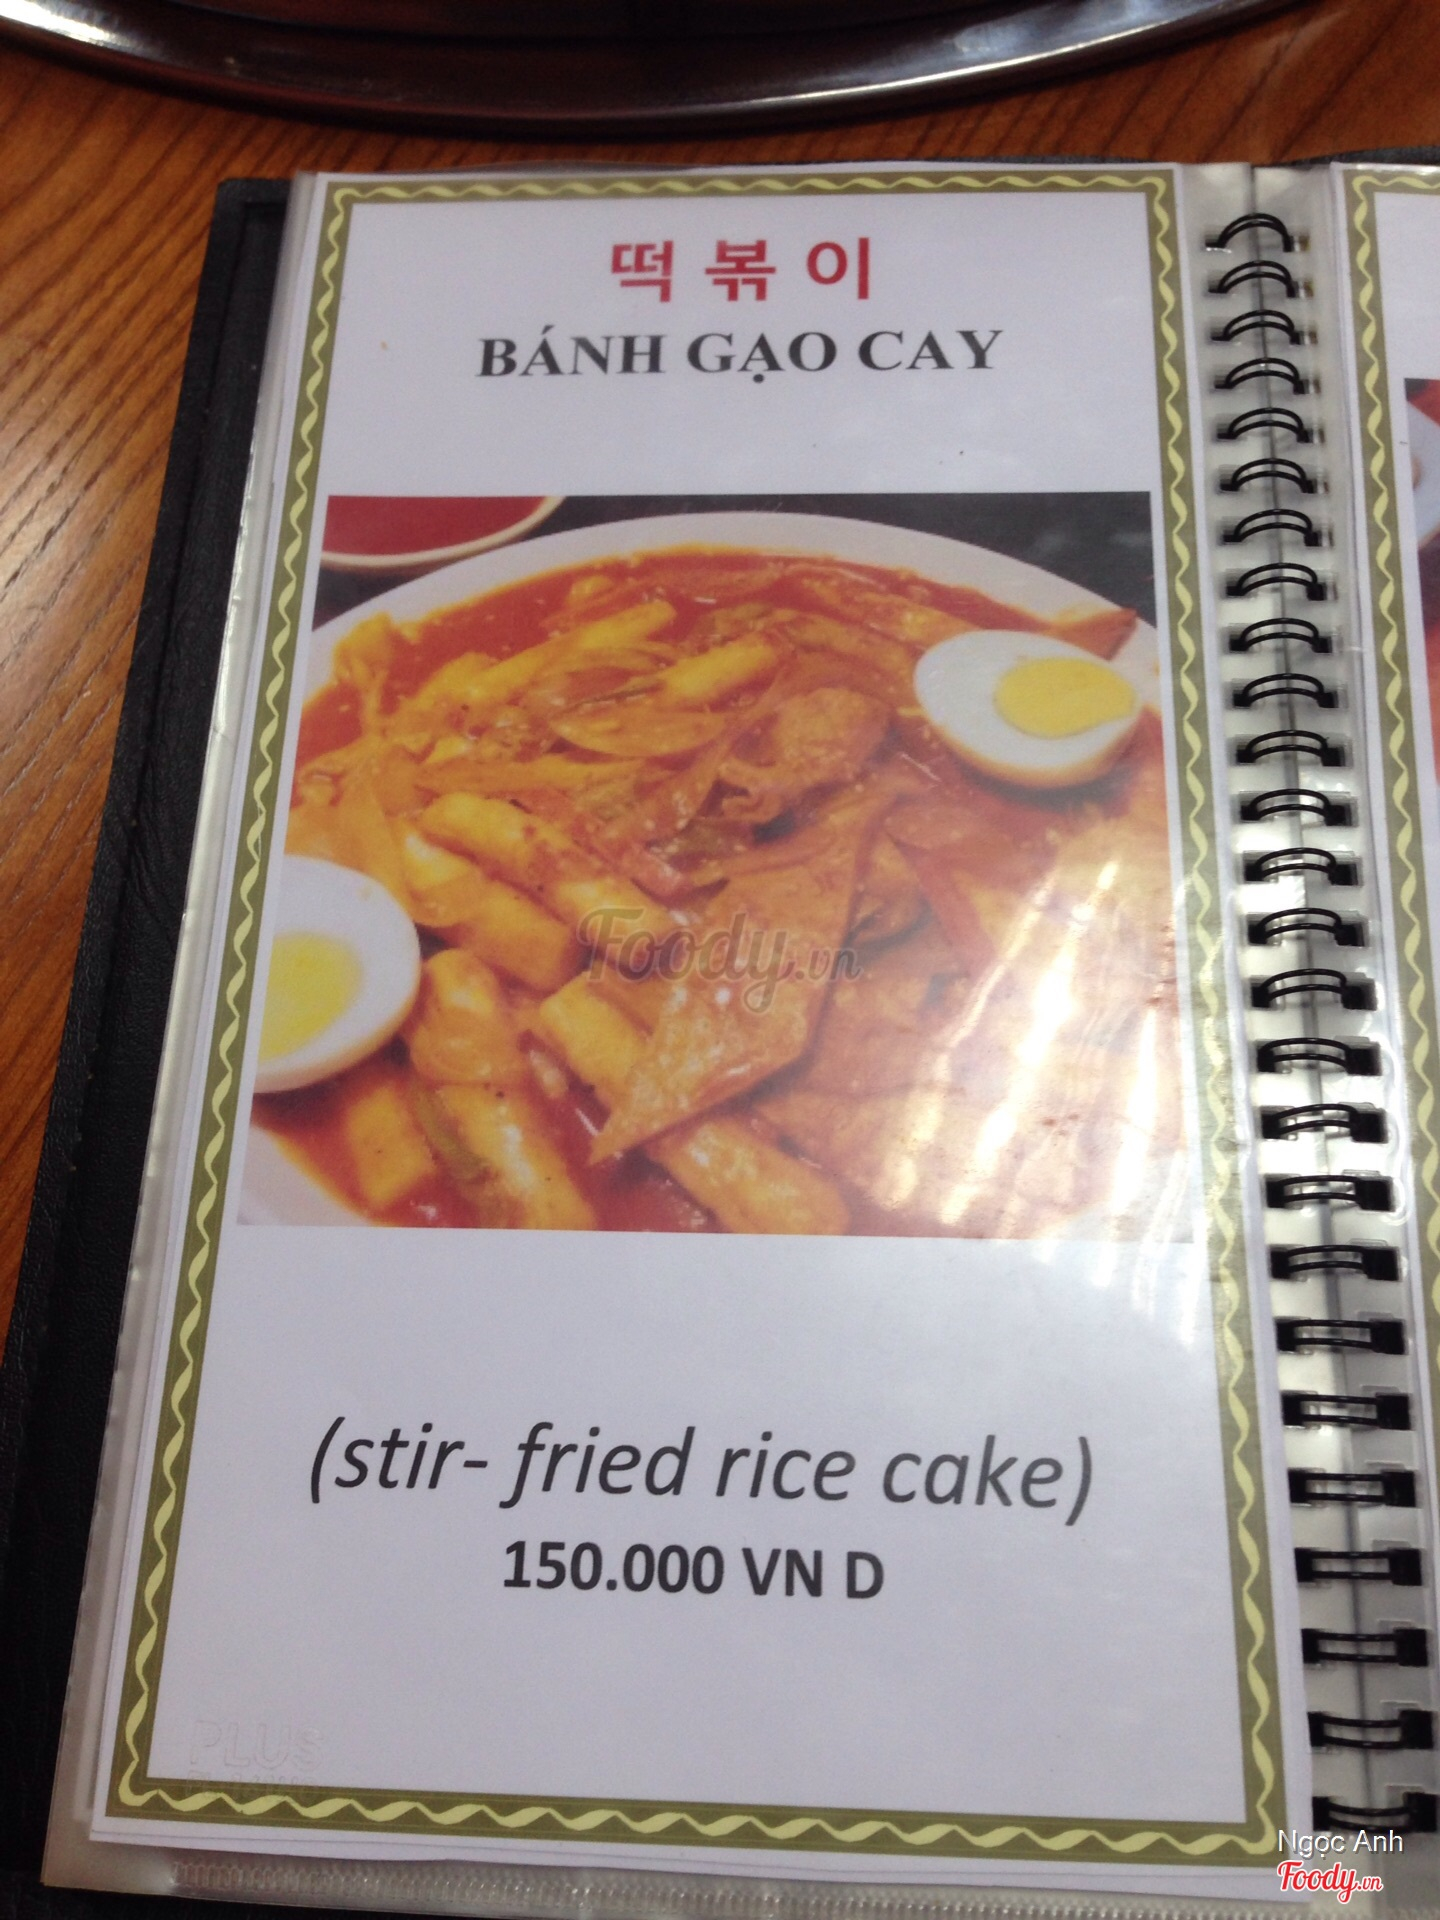 떡 볶 이
BÁNH GẠO CAY
Foody.vn
(stir- fried rice cake)
150.000 VN D
PLUS
Ngọc Anh
Foody.vn